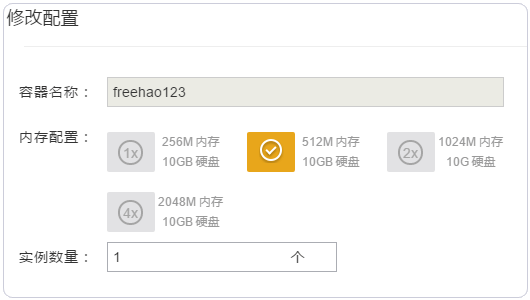 修改配置
容器名称： freehao123
内存配置： 1x 256M 内存 512M 内存 2x 1024M 内存
10GB 硬盘 10GB 硬盘 10G 硬盘
4x 2048M 内存
10GB 硬盘
实例数量： 1 个